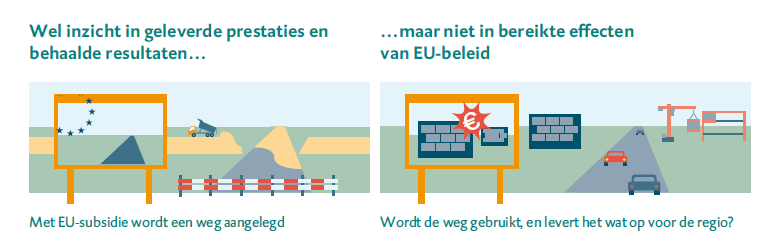 Wel inzicht in geleverde prestaties en
behaalde resultaten...
...maar niet in bereikte effecten
van EU-beleid
€
Met EU-subsidie wordt een weg aangelegd
Wordt de weg gebruikt, en levert het wat op voor de regio?